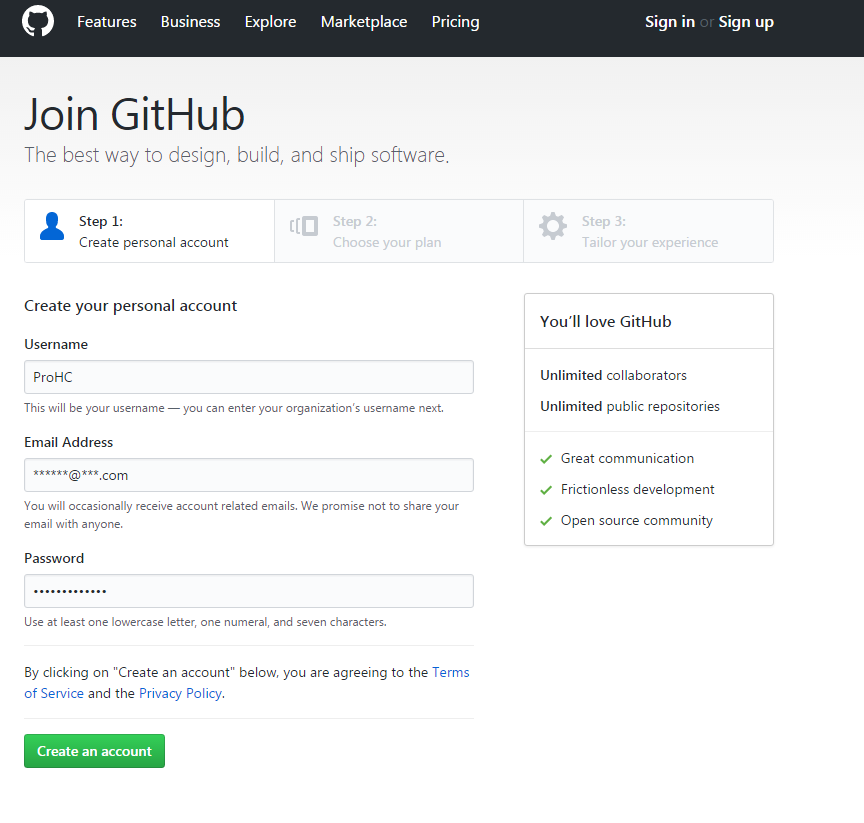 Features Business Explore Marketplace Pricing Sign in or Sign up
Join GitHub
The best way to design, build, and ship software.
Step 1:
Create personal account
Step 2:
Choose your plan
Step 3:
Tailor your experience
Create your personal account
Username
ProHC
This will be your username — you can enter your organization's username next.
Email Address
******@***.com
You will occasionally receive account related emails. We promise not to share your
email with anyone.
Password
•••••••••••••
Use at least one lowercase letter, one numeral, and seven characters.
By clicking on "Create an account" below, you are agreeing to the Terms
of Service and the Privacy Policy.
Create an account
You'll love GitHub
Unlimited collaborators
Unlimited public repositories
Great communication
Frictionless development
Open source community